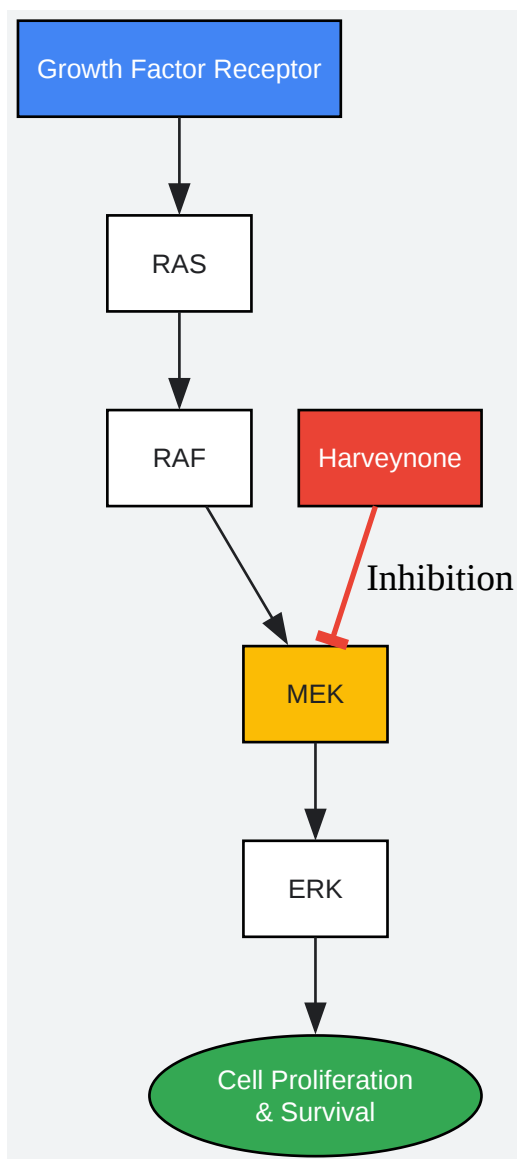 Growth Factor Receptor
RAS
RAF
Harveynone
Inhibition
MEK
ERK
Cell Proliferation
& Survival